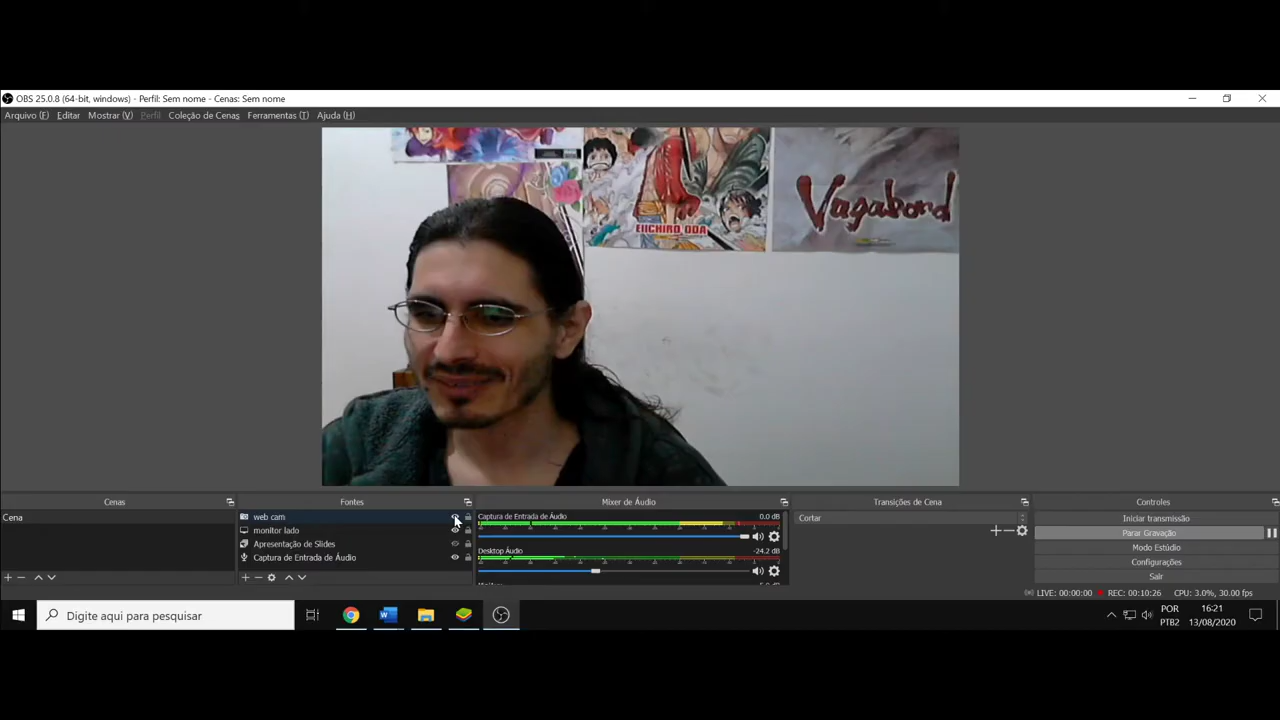 OBS 25.0.8 (64-bit, windows) - Perfil: Sem nome - Cenas: Sem nome
Arquivo (F) Editar Mostrar (V) Perfil Coleção de Cenas Ferramentas (T) Ajuda (H)
EIICHIRO ODA
Vagabond
Cenas Fontes Mixer de Áudio Transições de Cena Controles
Cena web cam Captura de Entrada de Áudio 0.0 dB Cortar Iniciar transmissão
monitor lado Parar Gravação
Apresentação de Slides Desktop Áudio -24.2 dB Modo Estúdio
Captura de Entrada de Áudio Configurações
Sair
LIVE: 00:00:00 REC: 00:10:26 CPU: 3.0%, 30.00 fps
Digite aqui para pesquisar POR 16:21
PTB2 13/08/2020